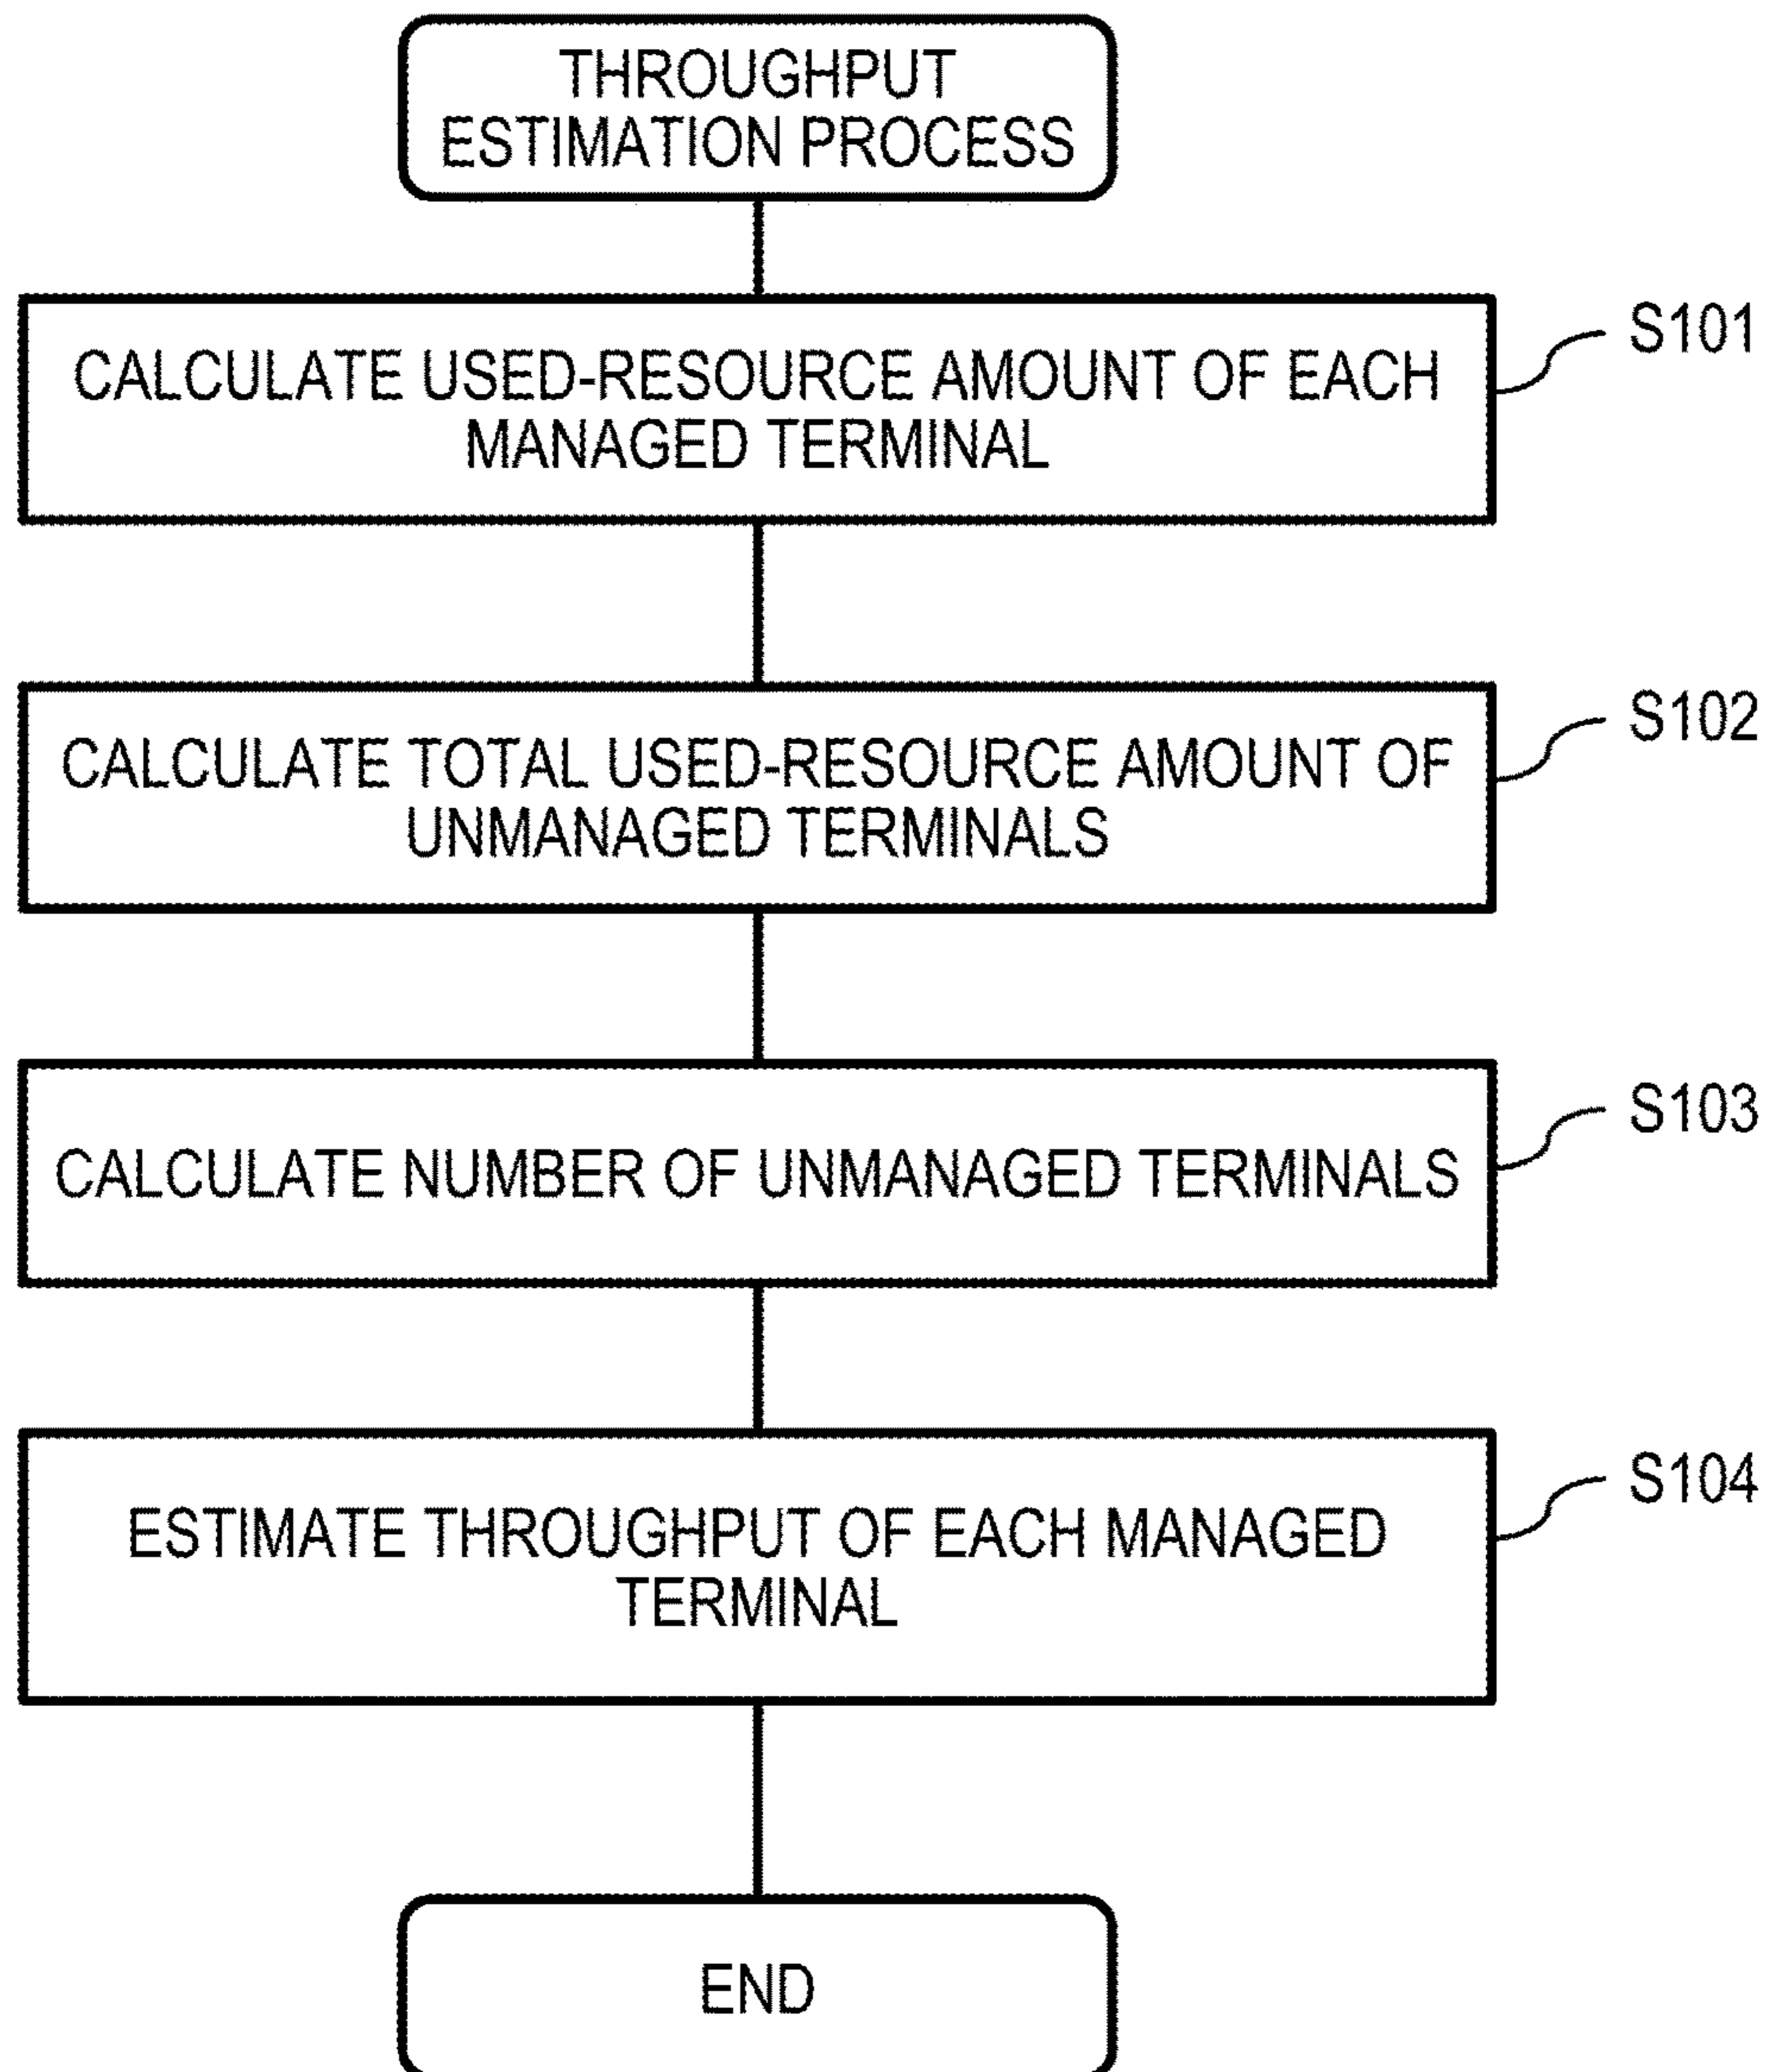 THROUGHPUT
ESTIMATION PROCESS
S101
CALCULATE USED-RESOURCE AMOUNT OF EACH
MANAGED TERMINAL
S102
CALCULATE TOTAL USED-RESOURCE AMOUNT OF
UNMANAGED TERMINALS
S103
CALCULATE NUMBER OF UNMANAGED TERMINALS
S104
ESTIMATE THROUGHPUT OF EACH MANAGED
TERMINAL
END